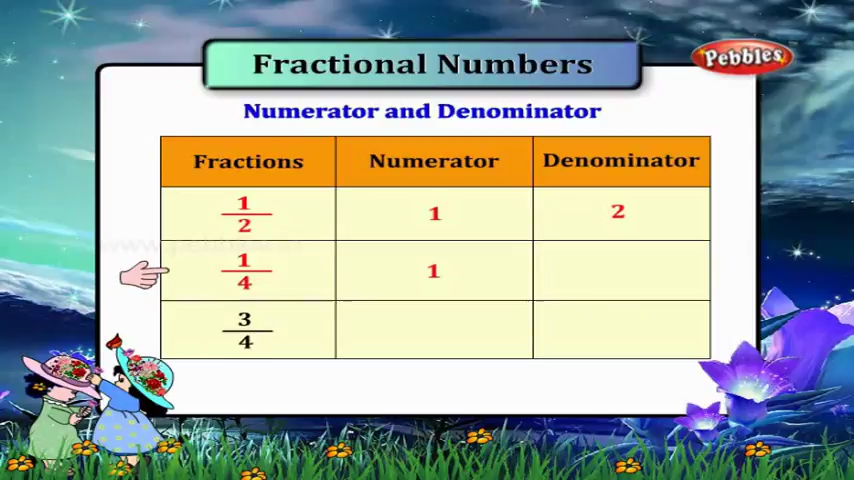 Fractional Numbers
Pebbles
Numerator and Denominator
Fractions Numerator Denominator
1/2 1 2
1/4 1
3/4